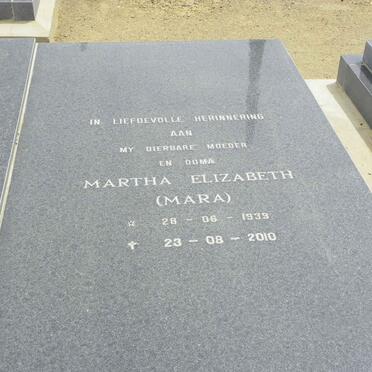 IN LIEFDEVOLLE HERINNERING
AAN
MY DIERBARE MOEDER
EN OUMA
MARTHA ELIZABETH
(MARA)
☆ 28 - 06 - 1939
✝ 23 - 08 - 2010